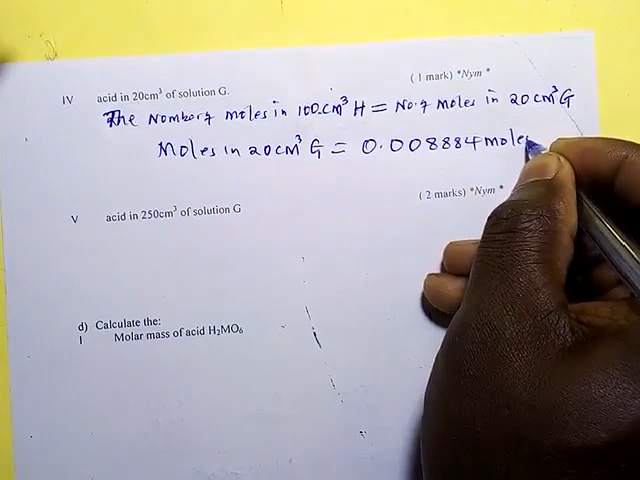 ( 1 mark) *Nym *
IV acid in 20cm³ of solution G.
The Nomber of moles in 100cm³ H = No. of Moles in 20cm³ G
Moles in 20cm³ G = 0.008884 moles
( 2 marks) *Nym *
V acid in 250cm³ of solution G
d) Calculate the:
I Molar mass of acid H₂MO₆